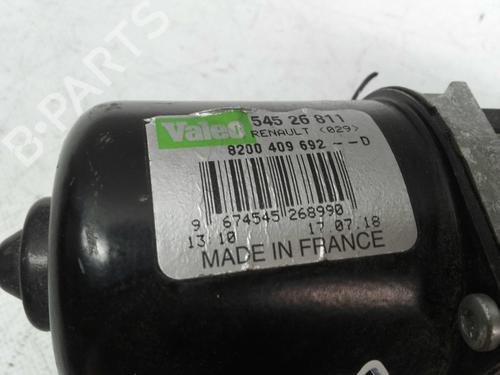 B-PARTS
Valeo
545 26 811
RENAULT <029>
8200 409 692 -- D
9 674545 268990
13:10 17.07.18
MADE IN FRANCE